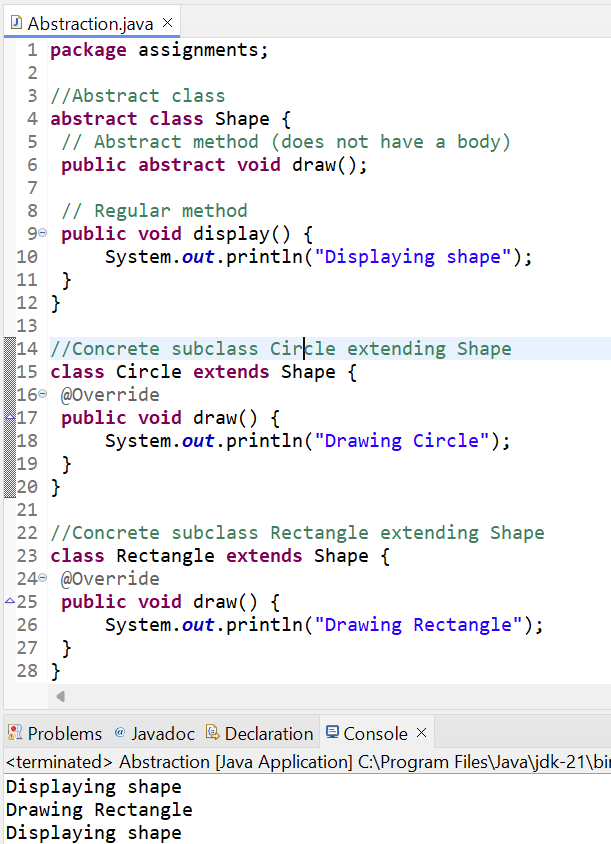 Abstraction.java ×
1 package assignments;
2
3 //Abstract class
4 abstract class Shape {
5  // Abstract method (does not have a body)
6  public abstract void draw();
7
8  // Regular method
9  public void display() {
10      System.out.println("Displaying shape");
11  }
12 }
13
14 //Concrete subclass Circle extending Shape
15 class Circle extends Shape {
16  @Override
17  public void draw() {
18      System.out.println("Drawing Circle");
19  }
20 }
21
22 //Concrete subclass Rectangle extending Shape
23 class Rectangle extends Shape {
24  @Override
25  public void draw() {
26      System.out.println("Drawing Rectangle");
27  }
28 }
Problems @ Javadoc Declaration Console ×
<terminated> Abstraction [Java Application] C:\Program Files\Java\jdk-21\bin
Displaying shape
Drawing Rectangle
Displaying shape